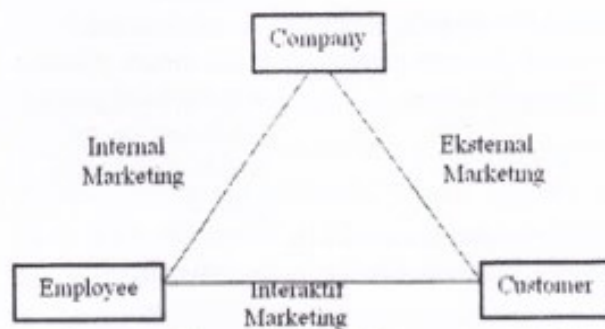 Company
Internal
Marketing
Eksternal
Marketing
Employee
Interaktif
Marketing
Customer